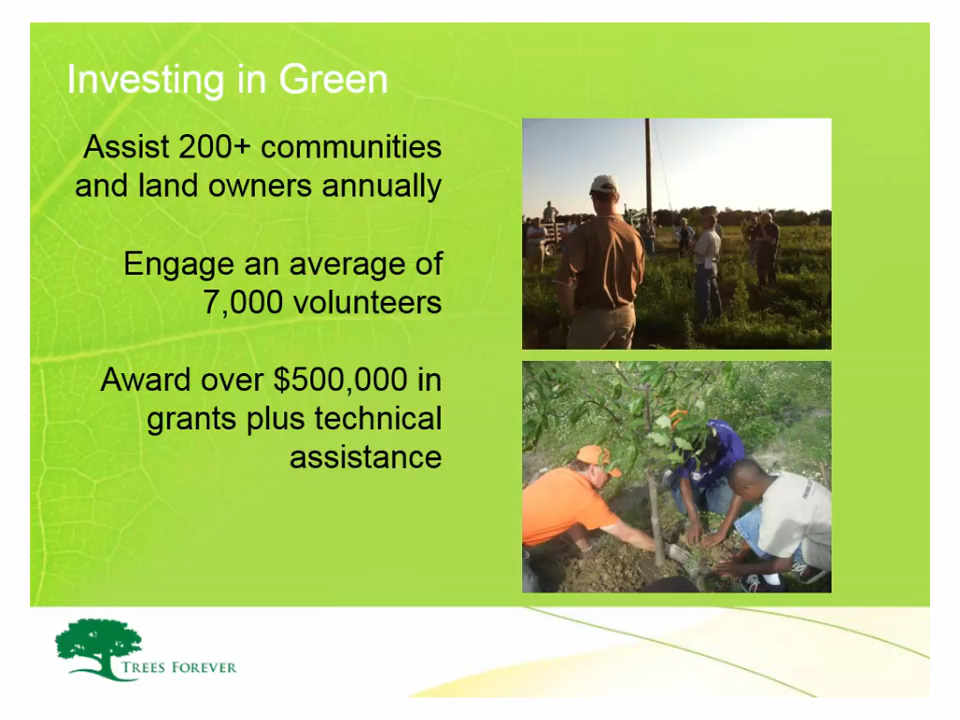 Investing in Green
Assist 200+ communities
and land owners annually
Engage an average of
7,000 volunteers
Award over $500,000 in
grants plus technical
assistance
TREES FOREVER